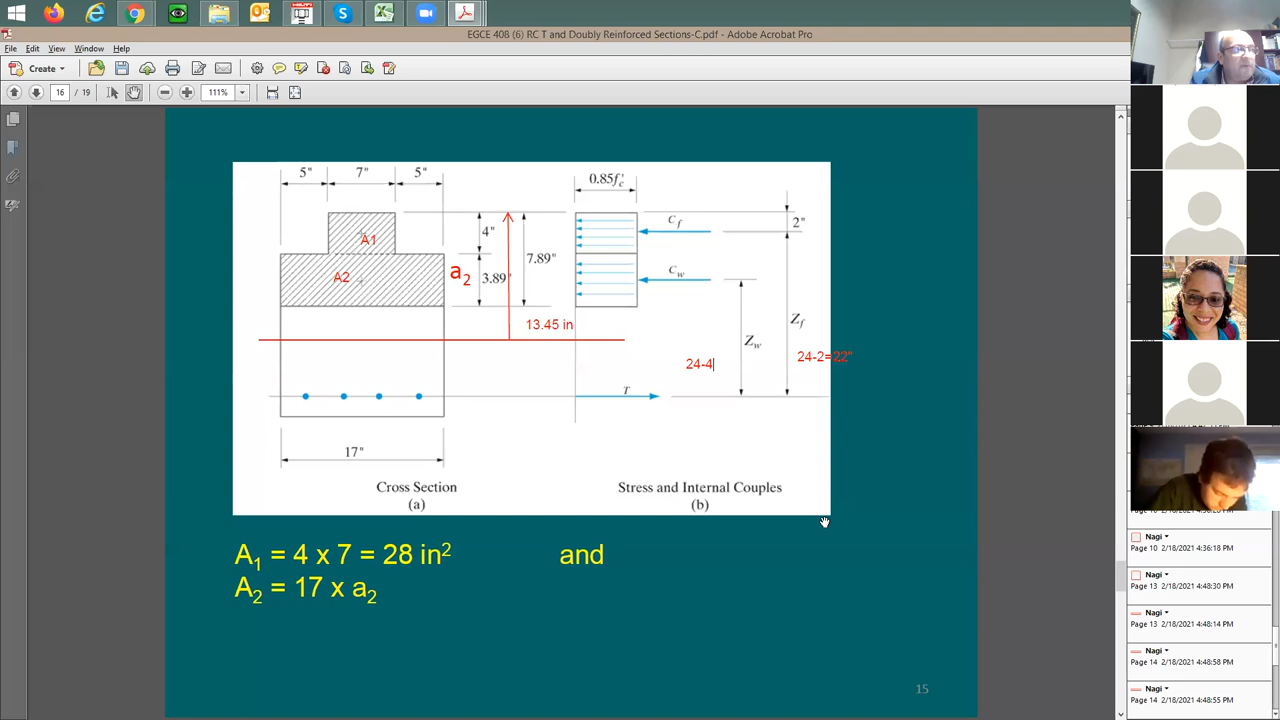 EGCE 408 (6) RC T and Doubly Reinforced Sections-C.pdf - Adobe Acrobat Pro
File Edit View Window Help
Create
16 / 19 111%
5" 7" 5"
0.85f'c
4"
7.89"
3.89"
A1
A2
a2
13.45 in
Cf
Cw
2"
Zf
Zw
24-4
24-2=22"
T
17"
Cross Section
(a)
Stress and Internal Couples
(b)
A1 = 4 x 7 = 28 in2 and
A2 = 17 x a2
15
Nagi
Page 10 2/18/2021 4:36:18 PM
Nagi
Page 13 2/18/2021 4:48:30 PM
Nagi
Page 13 2/18/2021 4:48:14 PM
Nagi
Page 14 2/18/2021 4:48:58 PM
Nagi
Page 14 2/18/2021 4:48:55 PM